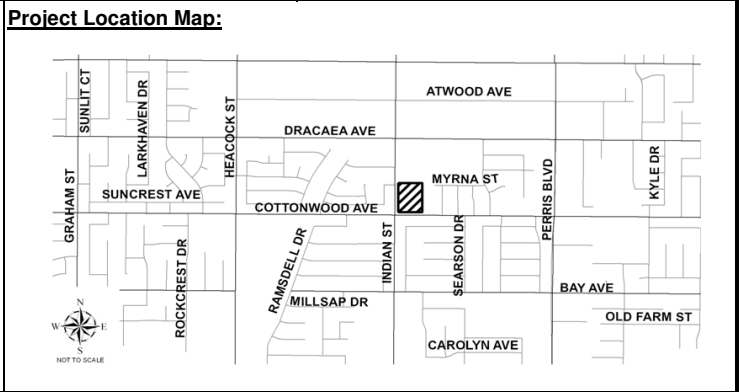 Project Location Map:
ATWOOD AVE
SUNLIT CT
LARKHAVEN DR
HEACOCK ST
DRACAEA AVE
MYRNA ST
KYLE DR
PERRIS BLVD
GRAHAM ST
SUNCREST AVE
COTTONWOOD AVE
ROCKCREST DR
RAMSDELL DR
INDIAN ST
SEARSON DR
BAY AVE
MILLSAP DR
OLD FARM ST
CAROLYN AVE
N
W E
S
NOT TO SCALE